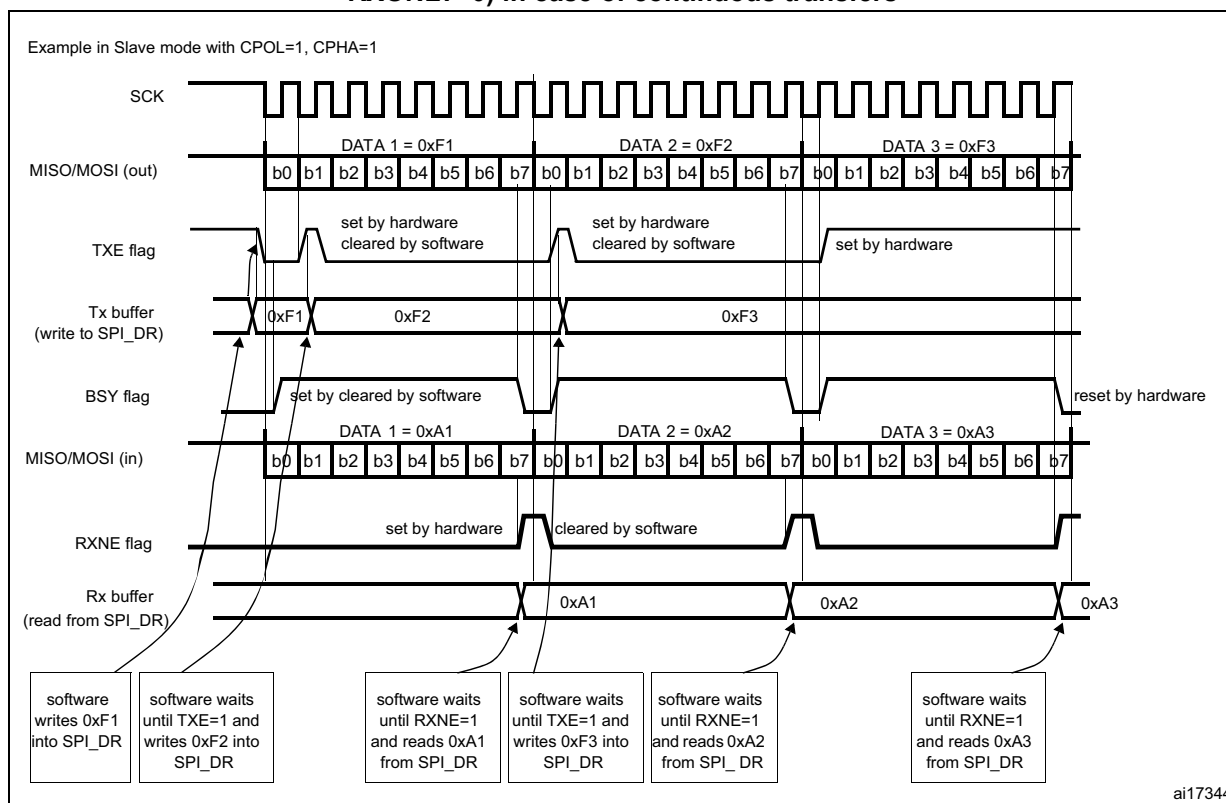 RXONLY=0) in case of continuous transfers
Example in Slave mode with CPOL=1, CPHA=1
SCK
DATA 1 = 0xF1
DATA 2 = 0xF2
DATA 3 = 0xF3
MISO/MOSI (out)
b0 b1 b2 b3 b4 b5 b6 b7 b0 b1 b2 b3 b4 b5 b6 b7 b0 b1 b2 b3 b4 b5 b6 b7
TXE flag
set by hardware
cleared by software
set by hardware
cleared by software
set by hardware
Tx buffer
(write to SPI_DR)
0xF1
0xF2
0xF3
BSY flag
set by cleared by software
reset by hardware
DATA 1 = 0xA1
DATA 2 = 0xA2
DATA 3 = 0xA3
MISO/MOSI (in)
b0 b1 b2 b3 b4 b5 b6 b7 b0 b1 b2 b3 b4 b5 b6 b7 b0 b1 b2 b3 b4 b5 b6 b7
RXNE flag
set by hardware
cleared by software
Rx buffer
(read from SPI_DR)
0xA1
0xA2
0xA3
software
writes 0xF1
into SPI_DR
software waits
until TXE=1 and
writes 0xF2 into
SPI_DR
software waits
until RXNE=1
and reads 0xA1
from SPI_DR
software waits
until TXE=1 and
writes 0xF3 into
SPI_DR
software waits
until RXNE=1
and reads 0xA2
from SPI_ DR
software waits
until RXNE=1
and reads 0xA3
from SPI_DR
ai17344